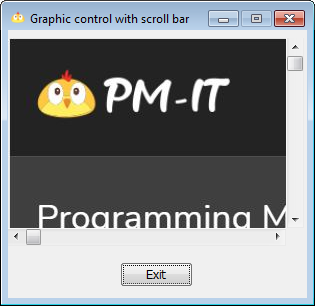 Graphic control with scroll bar
PM-IT
Programming M
Exit